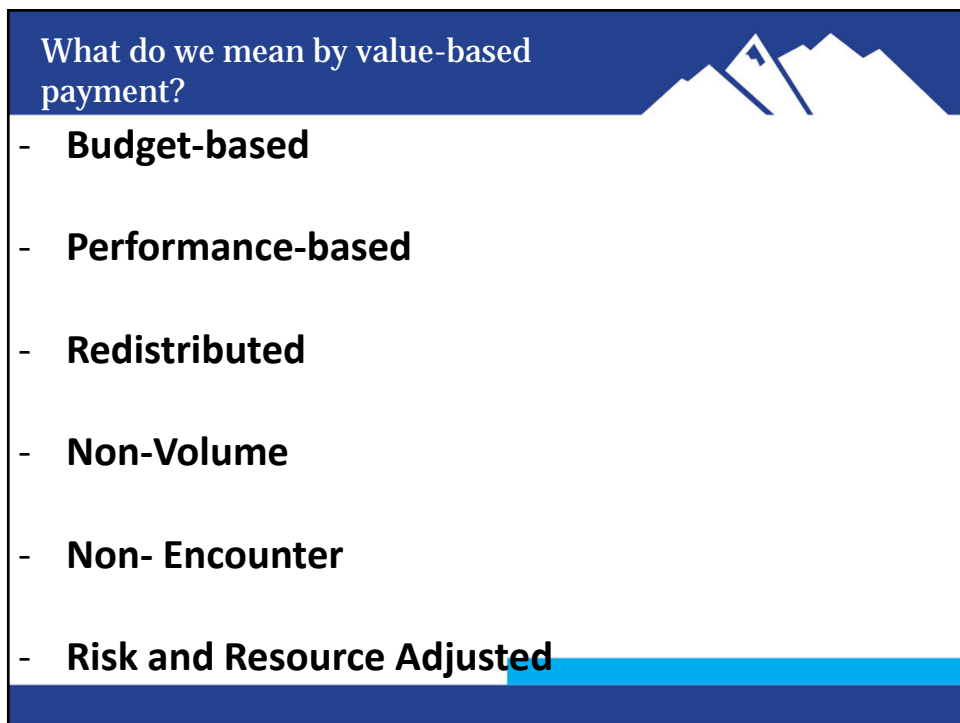 What do we mean by value-based
payment?
- Budget-based
- Performance-based
- Redistributed
- Non-Volume
- Non- Encounter
- Risk and Resource Adjusted